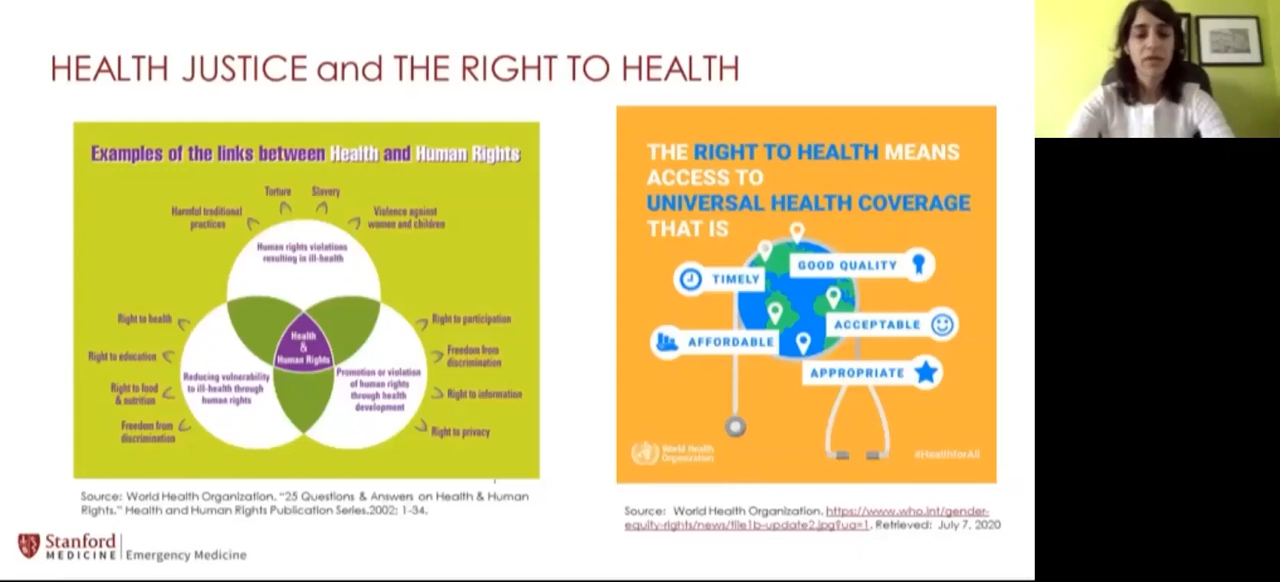 HEALTH JUSTICE and THE RIGHT TO HEALTH
Examples of the links between Health and Human Rights
Torture
Slavery
Harmful traditional
practices
Violence against
women and children
Human rights violations
resulting in ill-health
Right to health
Right to education
Right to food
& nutrition
Freedom from
discrimination
Health
&
Human Rights
Reducing vulnerability
to ill-health through
human rights
Promotion or violation
of human rights
through health
development
Right to participation
Freedom from
discrimination
Right to information
Right to privacy
Source: World Health Organization. "25 Questions & Answers on Health & Human
Rights." Health and Human Rights Publication Series.2002; 1-34.
THE RIGHT TO HEALTH MEANS
ACCESS TO
UNIVERSAL HEALTH COVERAGE
THAT IS
TIMELY
GOOD QUALITY
ACCEPTABLE
AFFORDABLE
APPROPRIATE
World Health
Organization
#HealthforAll
Source: World Health Organization. https://www.who.int/gender-
equity-rights/news/file1b-update2.jpg?ua=1. Retrieved: July 7, 2020
Stanford
MEDICINE
Emergency Medicine